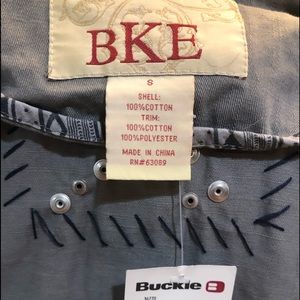 BKE
S
SHELL:
100%COTTON
TRIM:
100%COTTON
100%POLYESTER
MADE IN CHINA
RN#63089
Buckle B